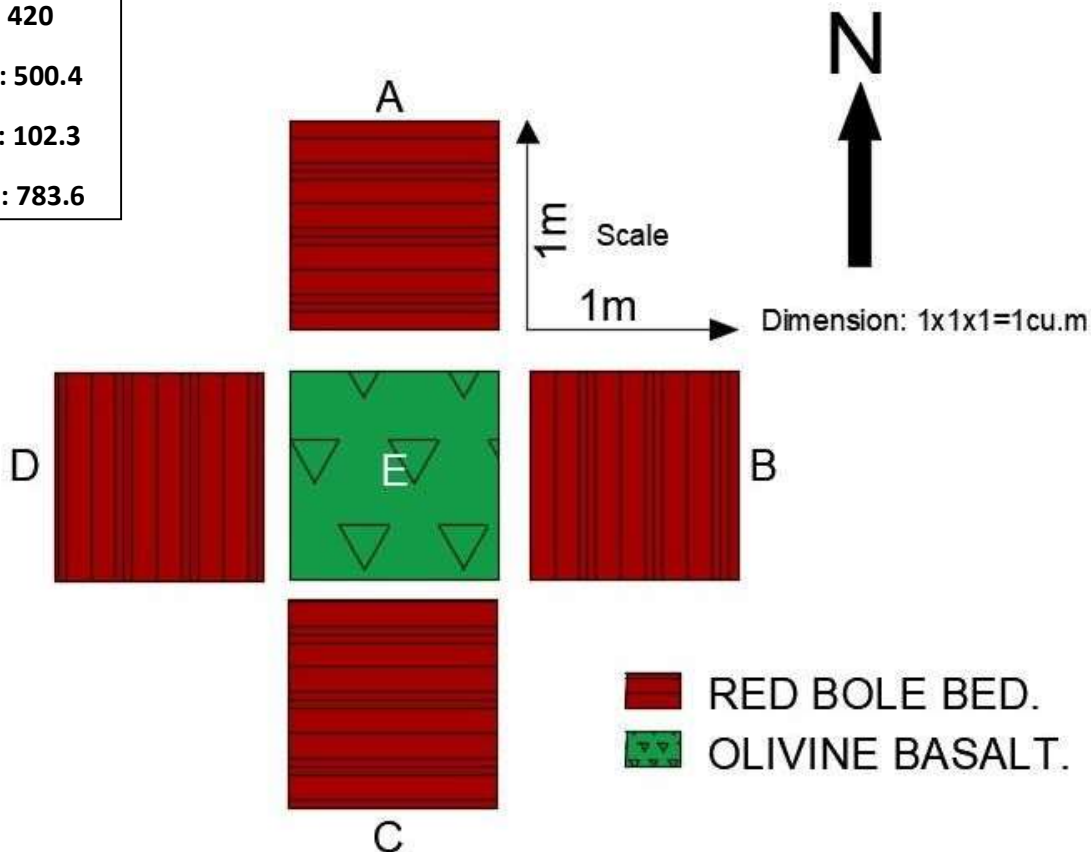 420
: 500.4
: 102.3
: 783.6
N
A
1m
Scale
1m
Dimension: 1x1x1=1cu.m
D
E
B
RED BOLE BED.
OLIVINE BASALT.
C